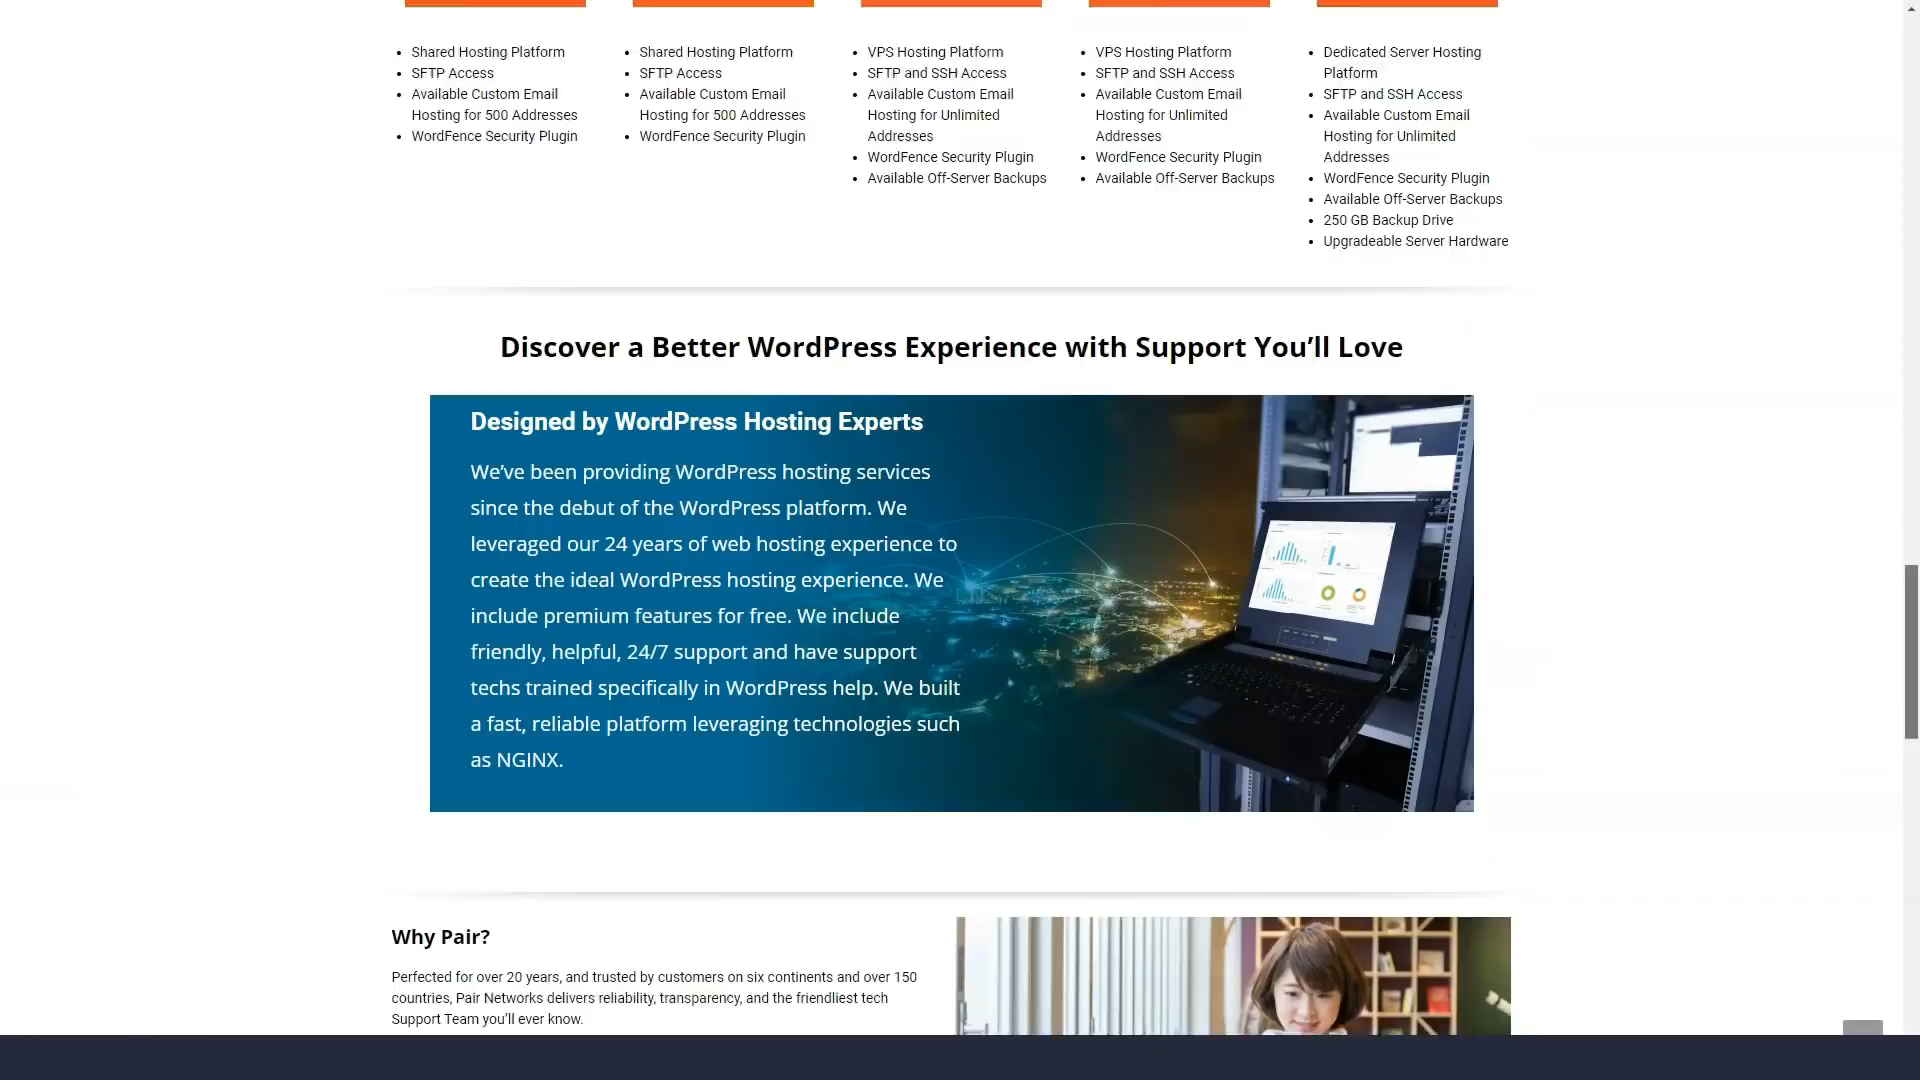 Shared Hosting Platform
SFTP Access
Available Custom Email
Hosting for 500 Addresses
WordFence Security Plugin
Shared Hosting Platform
SFTP Access
Available Custom Email
Hosting for 500 Addresses
WordFence Security Plugin
VPS Hosting Platform
SFTP and SSH Access
Available Custom Email
Hosting for Unlimited
Addresses
WordFence Security Plugin
Available Off-Server Backups
VPS Hosting Platform
SFTP and SSH Access
Available Custom Email
Hosting for Unlimited
Addresses
WordFence Security Plugin
Available Off-Server Backups
Dedicated Server Hosting
Platform
SFTP and SSH Access
Available Custom Email
Hosting for Unlimited
Addresses
WordFence Security Plugin
Available Off-Server Backups
250 GB Backup Drive
Upgradeable Server Hardware
Discover a Better WordPress Experience with Support You’ll Love
Designed by WordPress Hosting Experts
We’ve been providing WordPress hosting services
since the debut of the WordPress platform. We
leveraged our 24 years of web hosting experience to
create the ideal WordPress hosting experience. We
include premium features for free. We include
friendly, helpful, 24/7 support and have support
techs trained specifically in WordPress help. We built
a fast, reliable platform leveraging technologies such
as NGINX.
Why Pair?
Perfected for over 20 years, and trusted by customers on six continents and over 150
countries, Pair Networks delivers reliability, transparency, and the friendliest tech
Support Team you’ll ever know.